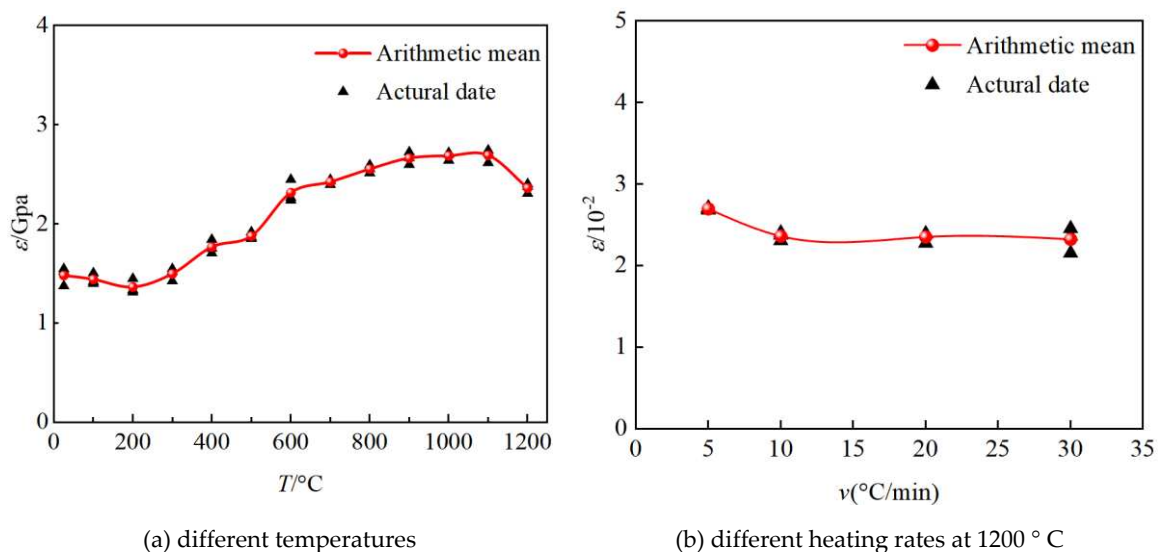 4
3
2
1
0
ε/Gpa
Arithmetic mean
Actural date
0 200 400 600 800 1000 1200
T/°C
(a) different temperatures
5
4
3
2
1
0
ε/10⁻²
Arithmetic mean
Actural date
0 5 10 15 20 25 30 35
v(°C/min)
(b) different heating rates at 1200 ° C